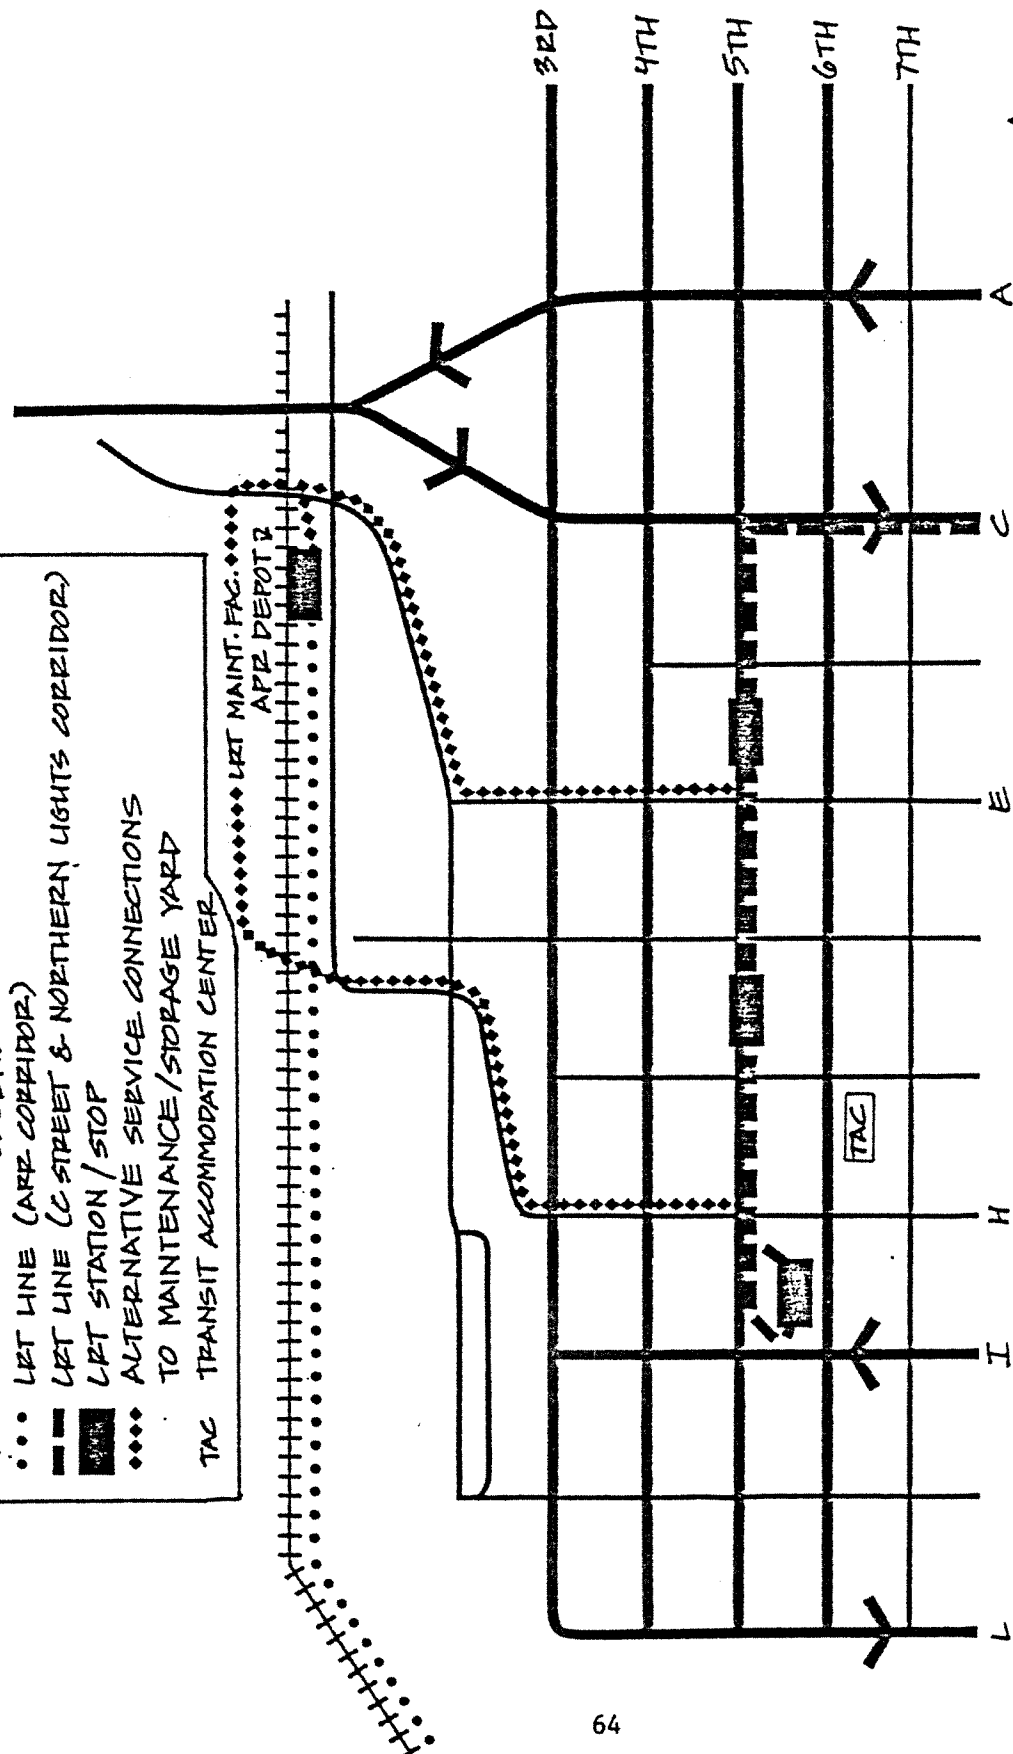 LRT LINE (ARR CORRIDOR)
LRT LINE (C STREET & NORTHERN LIGHTS CORRIDOR)
LRT STATION / STOP
ALTERNATIVE SERVICE CONNECTIONS
TO MAINTENANCE/STORAGE YARD
TAC TRANSIT ACCOMMODATION CENTER
LRT MAINT. FAC.
ARR DEPOT
3RD
4TH
5TH
6TH
7TH
L
I
H
E
C
A
TAC
64